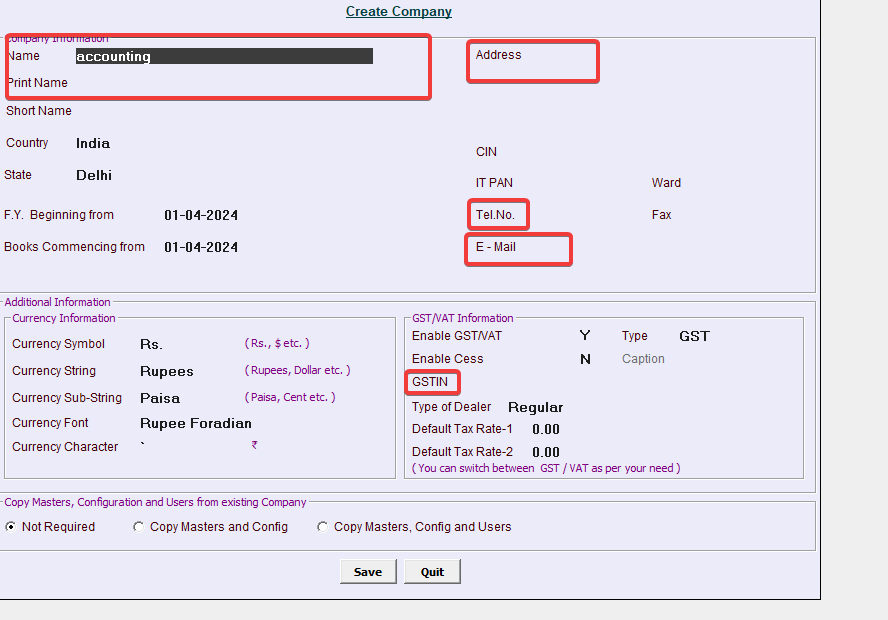 Create Company
Company Information
Name accounting
Address
Print Name
Short Name
Country India
CIN
State Delhi
IT PAN Ward
F.Y. Beginning from 01-04-2024
Tel.No. Fax
Books Commencing from 01-04-2024
E - Mail
Additional Information
Currency Information
Currency Symbol Rs. ( Rs., $ etc. )
Currency String Rupees ( Rupees, Dollar etc. )
Currency Sub-String Paisa ( Paisa, Cent etc. )
Currency Font Rupee Foradian
Currency Character ` ₹
GST/VAT Information
Enable GST/VAT Y Type GST
Enable Cess N Caption
GSTIN
Type of Dealer Regular
Default Tax Rate-1 0.00
Default Tax Rate-2 0.00
( You can switch between GST / VAT as per your need )
Copy Masters, Configuration and Users from existing Company
Not Required Copy Masters and Config Copy Masters, Config and Users
Save Quit